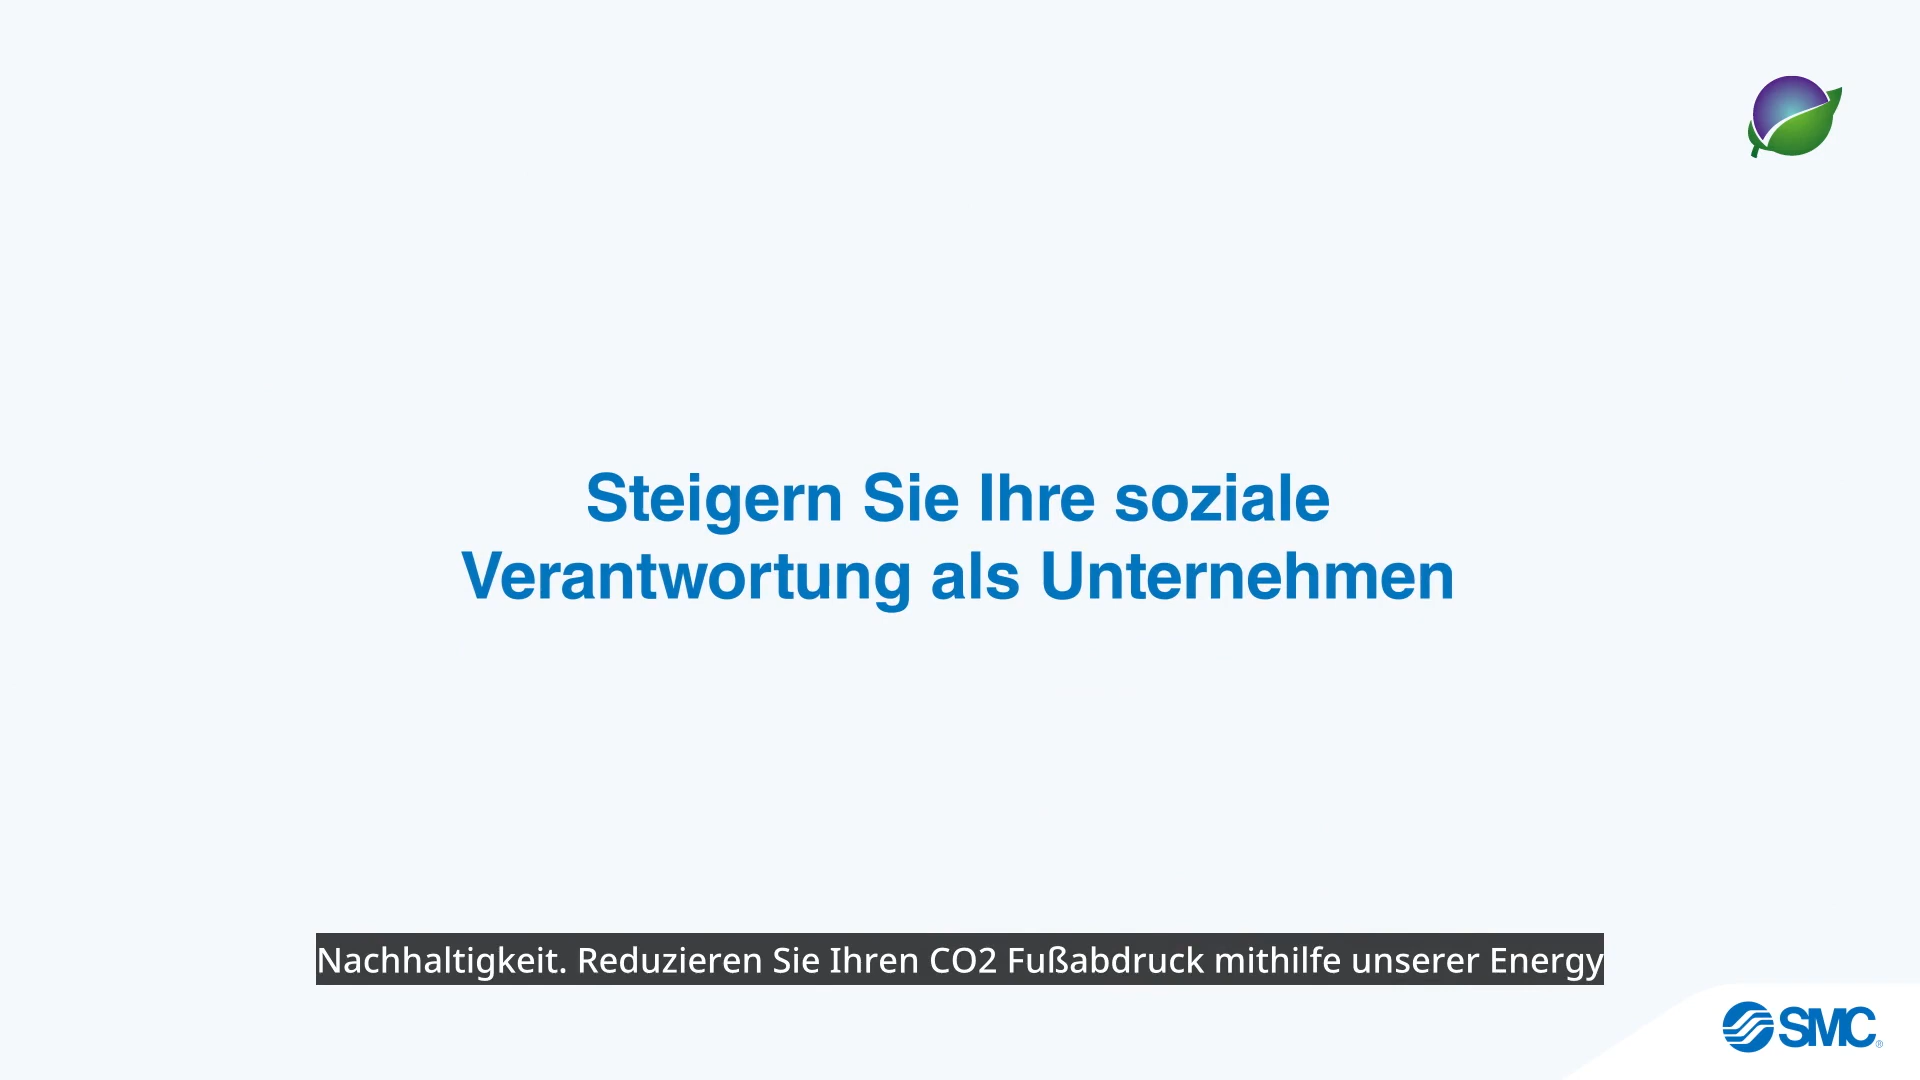 Steigern Sie Ihre soziale
Verantwortung als Unternehmen
Nachhaltigkeit. Reduzieren Sie Ihren CO2 Fußabdruck mithilfe unserer Energy
SMC®